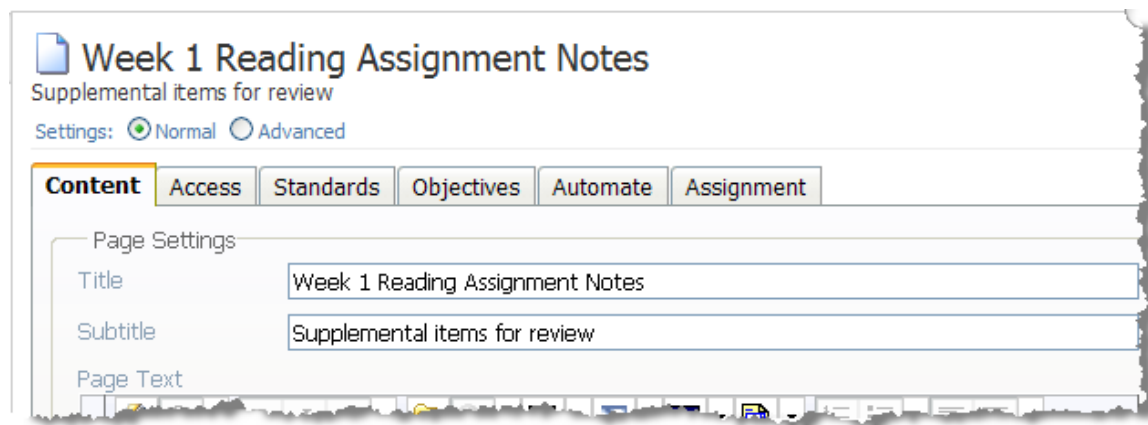 Week 1 Reading Assignment Notes
Supplemental items for review
Settings: Normal Advanced
Content Access Standards Objectives Automate Assignment
Page Settings
Title Week 1 Reading Assignment Notes
Subtitle Supplemental items for review
Page Text